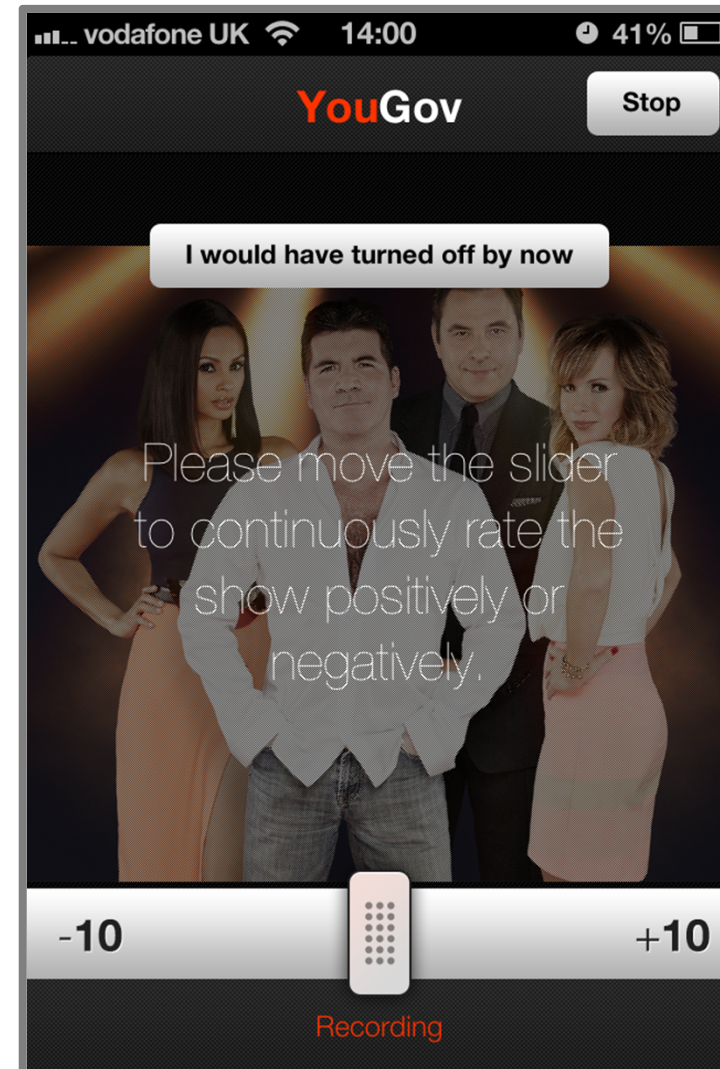 vodafone UK 14:00 41%
YouGov
Stop
I would have turned off by now
Please move the slider
to continuously rate the
show positively or
negatively.
-10 +10
Recording